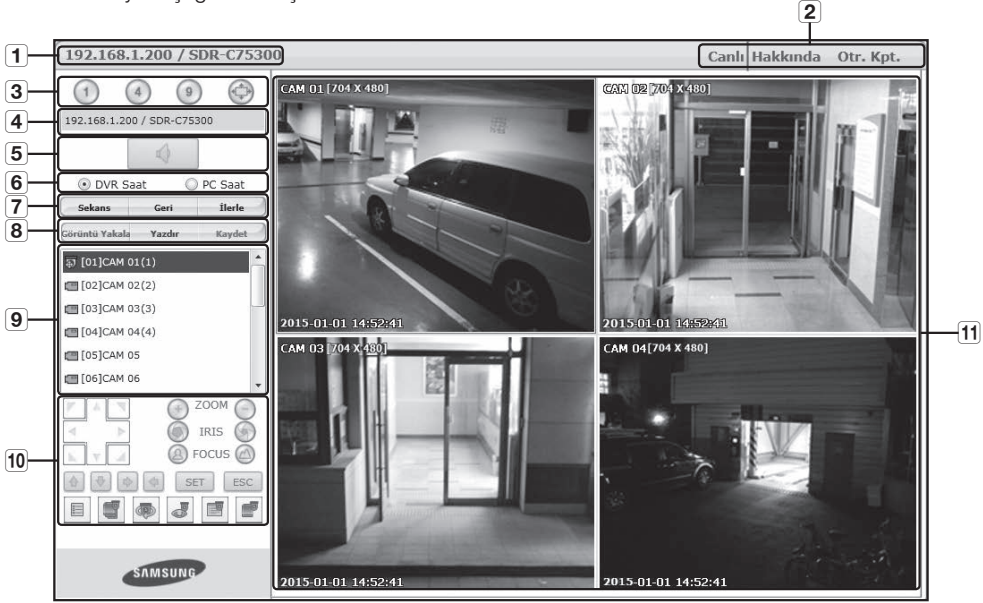 2
1
192.168.1.200 / SDR-C75300
Canlı Hakkında Otr. Kpt.
3
1 4 9
4
192.168.1.200 / SDR-C75300
5
6
DVR Saat PC Saat
7
Sekans Geri İlerle
8
Görüntü Yakala Yazdır Kaydet
9
[01]CAM 01(1)
[02]CAM 02(2)
[03]CAM 03(3)
[04]CAM 04(4)
[05]CAM 05
[06]CAM 06
10
ZOOM
IRIS
FOCUS
SET ESC
SAMSUNG
CAM 01[704 X 480]
2015-01-01 14:52:41
CAM 02[704 X 480]
2015-01-01 14:52:41
CAM 03[704 X 480]
2015-01-01 14:52:41
CAM 04[704 X 480]
2015-01-01 14:52:41
11